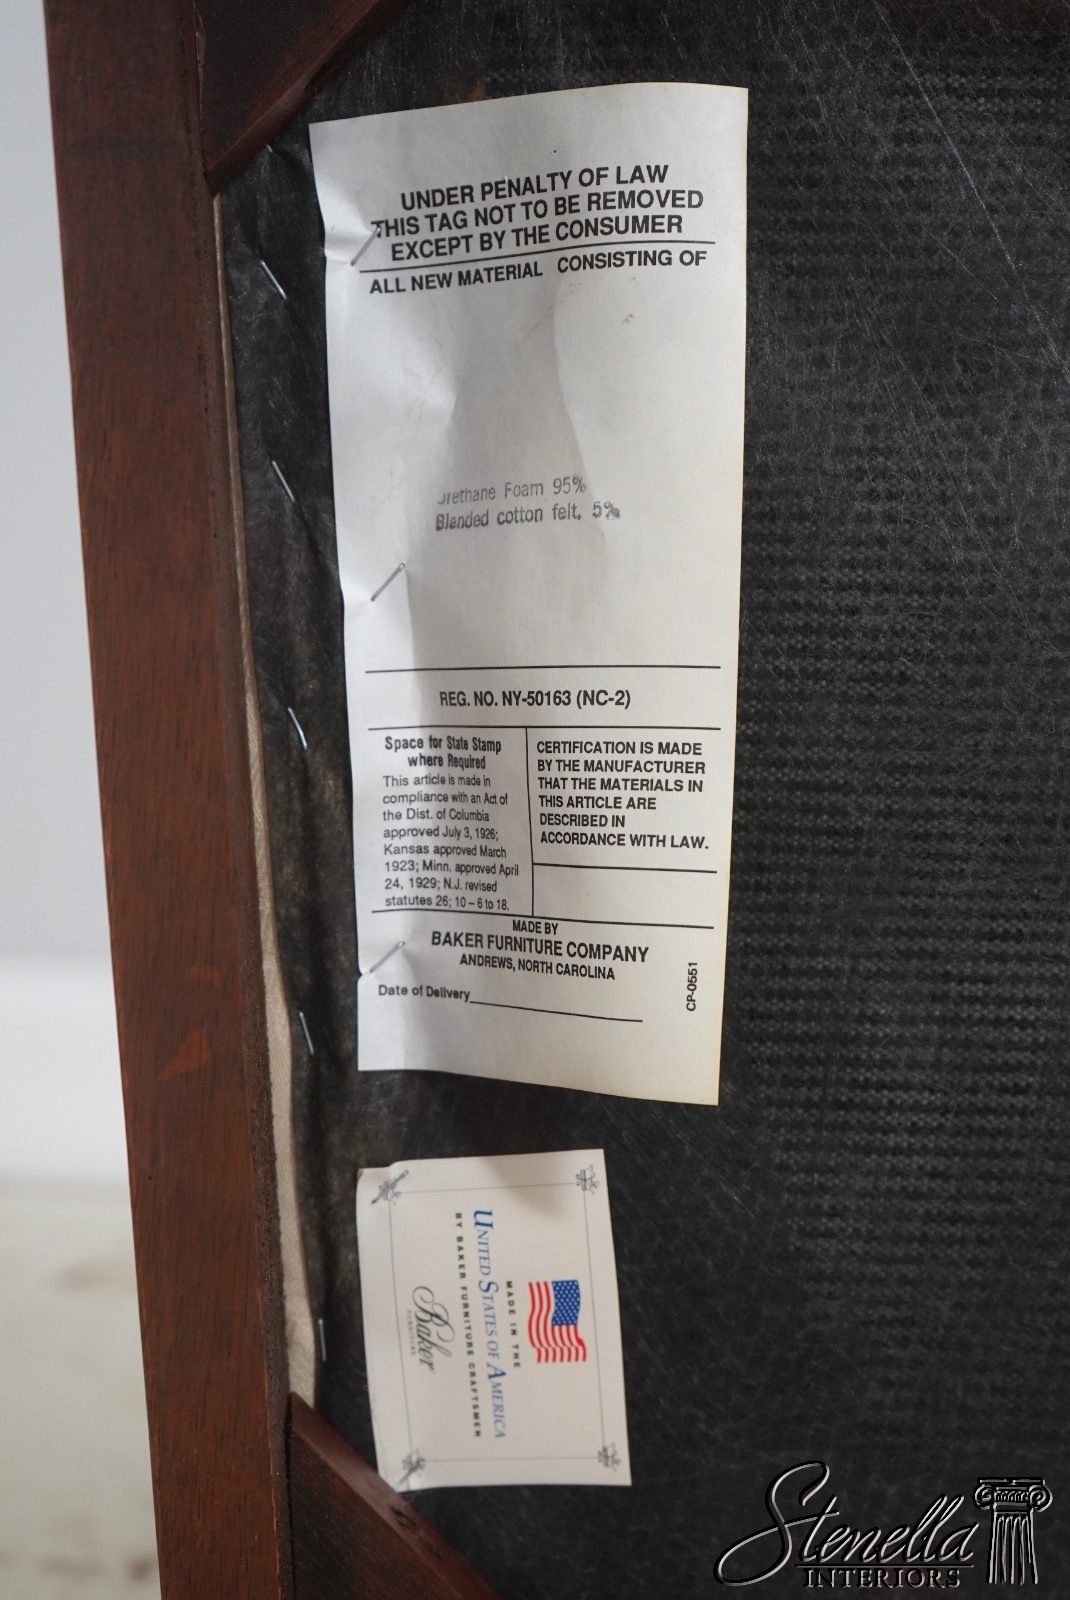 UNDER PENALTY OF LAW
THIS TAG NOT TO BE REMOVED
EXCEPT BY THE CONSUMER
ALL NEW MATERIAL CONSISTING OF
Urethane Foam 95%
Blended cotton felt, 5%
REG. NO. NY-50163 (NC-2)
Space for State Stamp
where Required
This article is made in
compliance with an Act of
the Dist. of Columbia
approved July 3, 1926;
Kansas approved March
1923; Minn. approved April
24, 1929; N.J. revised
statutes 26; 10 – 6 to 18.
CERTIFICATION IS MADE
BY THE MANUFACTURER
THAT THE MATERIALS IN
THIS ARTICLE ARE
DESCRIBED IN
ACCORDANCE WITH LAW.
MADE BY
BAKER FURNITURE COMPANY
ANDREWS, NORTH CAROLINA
Date of Delivery
CP-0551
MADE IN THE
UNITED STATES OF AMERICA
BY BAKER FURNITURE CRAFTSMEN
Baker
FURNITURE
Stenella
INTERIORS